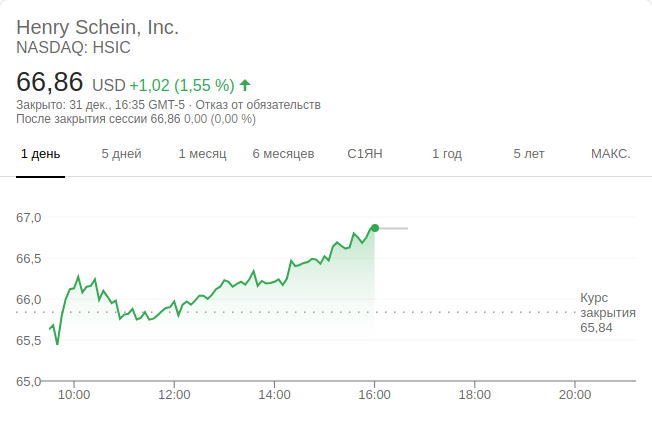 Henry Schein, Inc.
NASDAQ: HSIC
66,86 USD +1,02 (1,55 %)
Закрыто: 31 дек., 16:35 GMT-5 · Отказ от обязательств
После закрытия сессии 66,86 0,00 (0,00 %)
1 день 5 дней 1 месяц 6 месяцев С1ЯН 1 год 5 лет МАКС.
67,0
66,5
66,0
65,5
65,0
Курс
закрытия
65,84
10:00 12:00 14:00 16:00 18:00 20:00